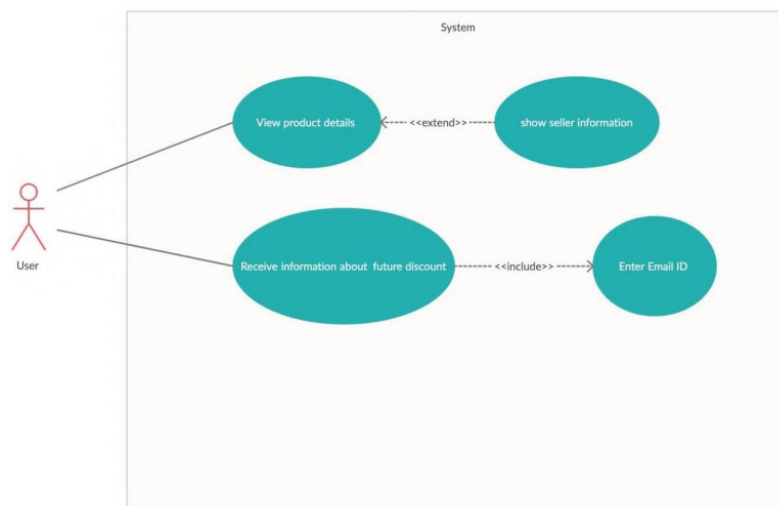 System
View product details
<<extend>>
show seller information
User
Receive information about future discount
<<include>>
Enter Email ID